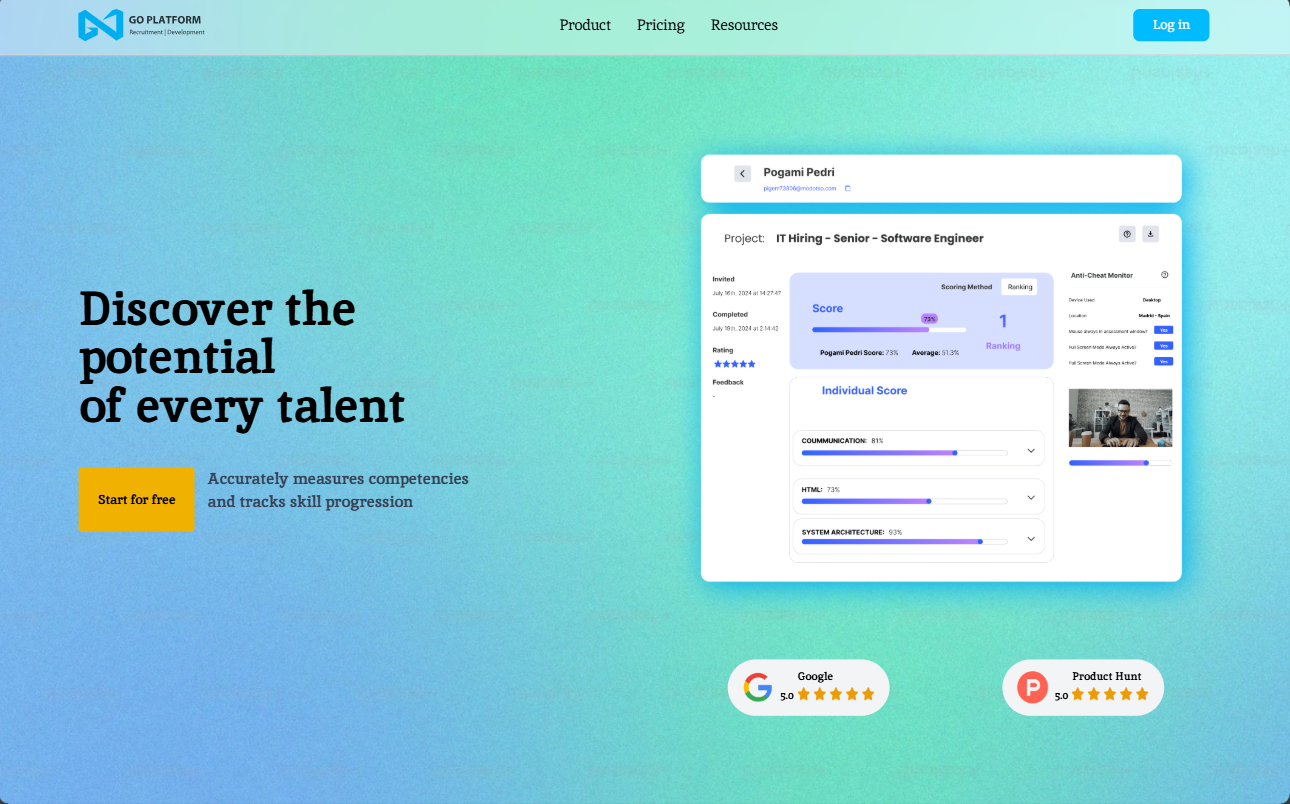 GO PLATFORM
Recruitment | Development
Product
Pricing
Resources
Log in
Discover the
potential
of every talent
Start for free
Accurately measures competencies
and tracks skill progression
Pogami Pedri
Project: IT Hiring - Senior - Software Engineer
Invited
July 16th, 2024 at 14:27:47
Completed
July 19th, 2024 at 2:14:42
Rating
Feedback
-
Scoring Method
Ranking
Score
73%
1
Ranking
Pogami Pedri Score: 73%
Average: 51.3%
Individual Score
COUMMUNICATION: 81%
HTML: 73%
SYSTEM ARCHITECTURE: 93%
Anti-Cheat Monitor
Device Used
Desktop
Location
Madrid - Spain
Mouse always in assessment window?
Yes
Full Screen Mode Always Active?
Yes
Full Screen Mode Always Active?
Yes
Google
5.0
Product Hunt
5.0